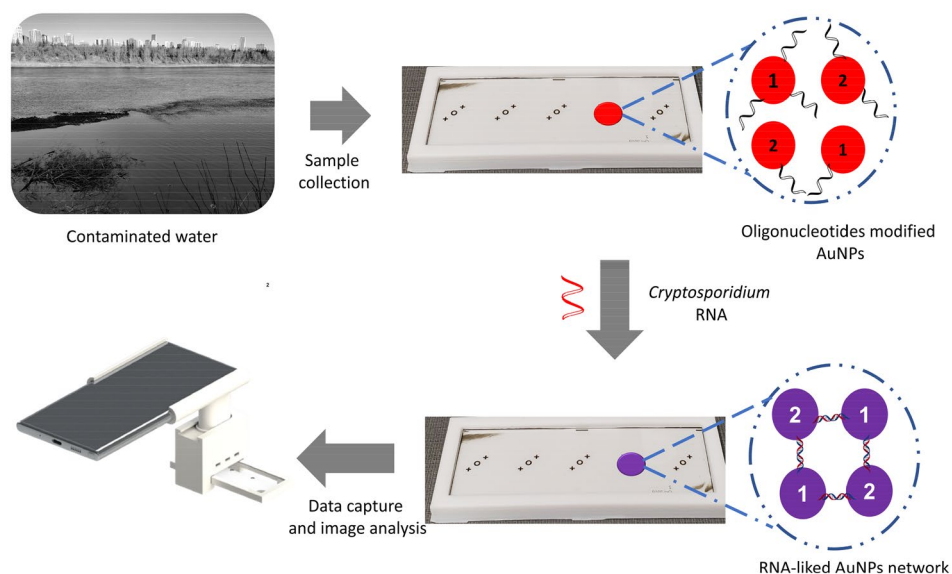 Sample
collection
1
2
2
1
Contaminated water
Oligonucleotides modified
AuNPs
2
Cryptosporidium
RNA
2
1
1
2
Data capture
and image analysis
RNA-liked AuNPs network